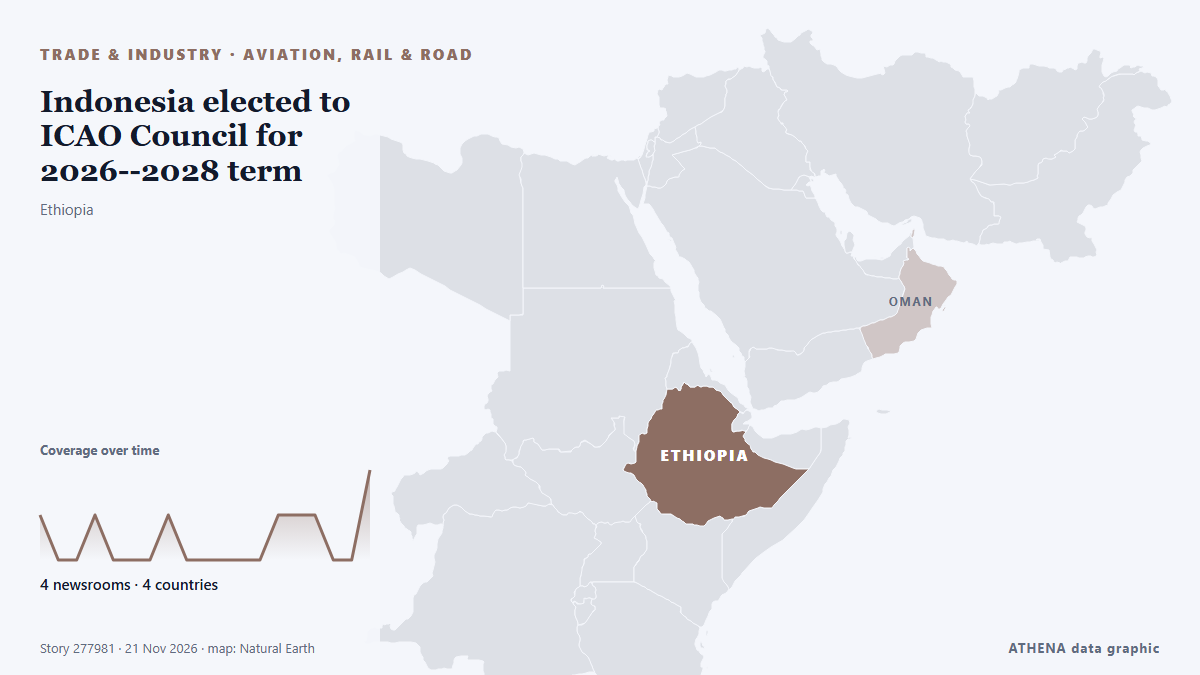 TRADE & INDUSTRY · AVIATION, RAIL & ROAD
Indonesia elected to
ICAO Council for
2026--2028 term
Ethiopia
OMAN
ETHIOPIA
Coverage over time
4 newsrooms · 4 countries
Story 277981 · 21 Nov 2026 · map: Natural Earth
ATHENA data graphic